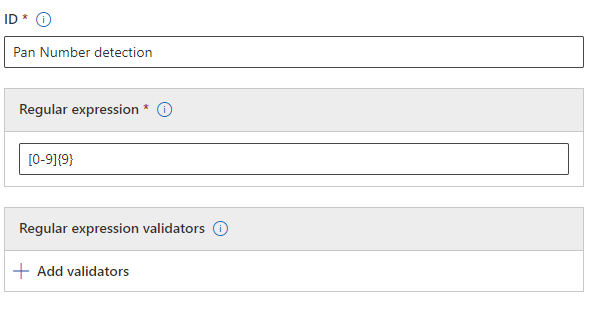 ID *
Pan Number detection
Regular expression *
[0-9]{9}
Regular expression validators
Add validators